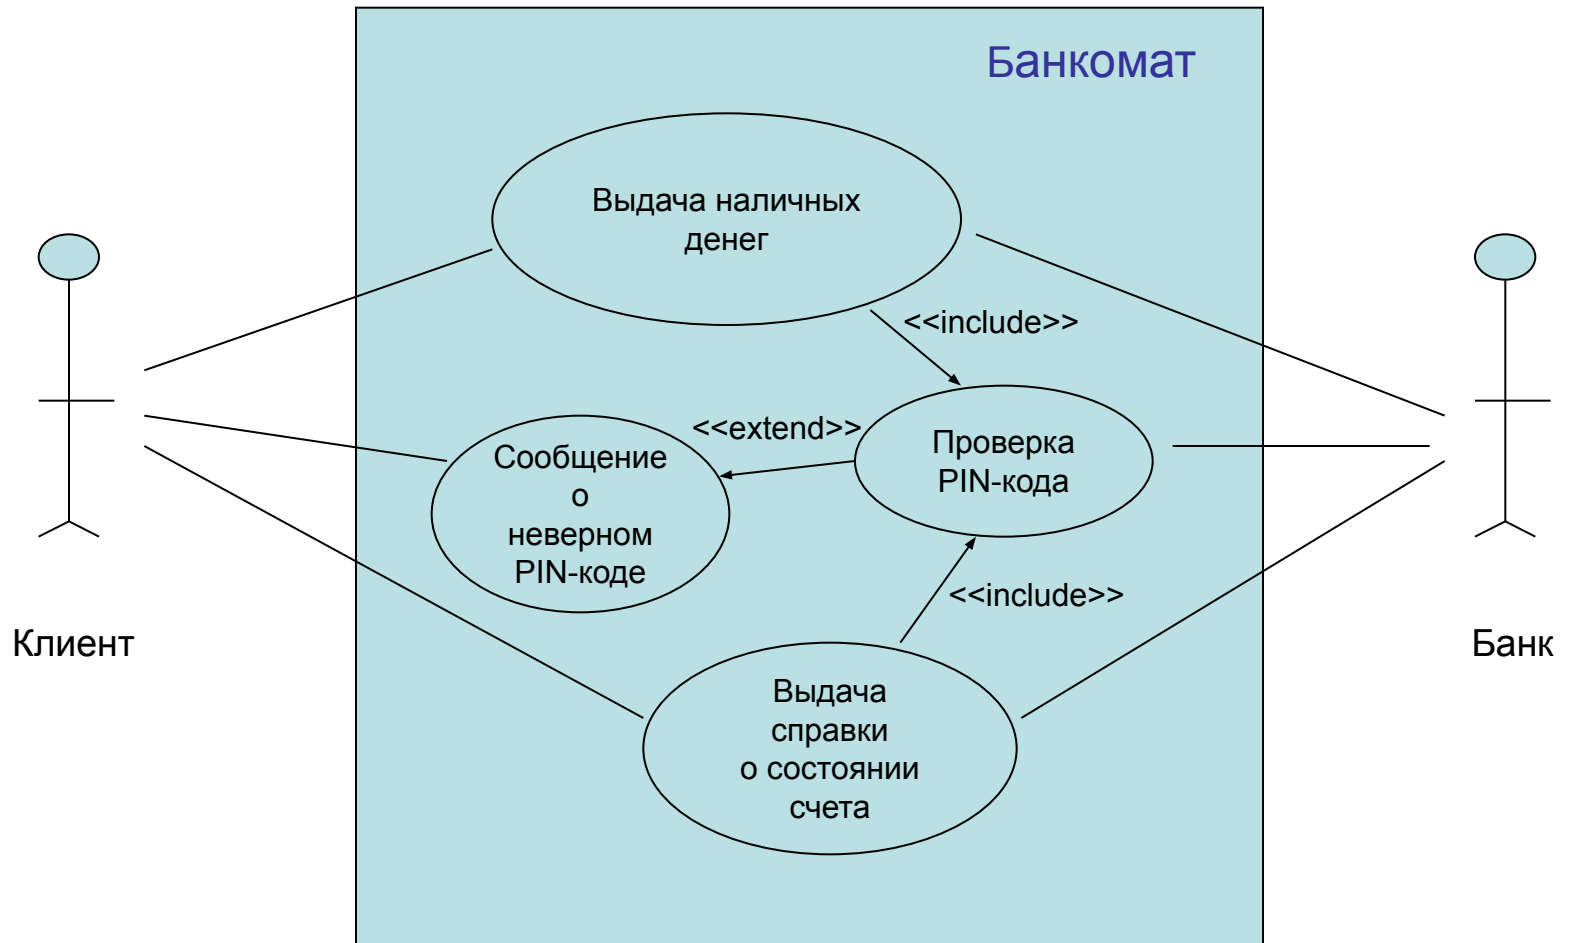 Банкомат
Выдача наличных
денег
<<include>>
<<extend>>
Проверка
PIN-кода
Сообщение
о
неверном
PIN-коде
<<include>>
Клиент
Банк
Выдача
справки
о состоянии
счета